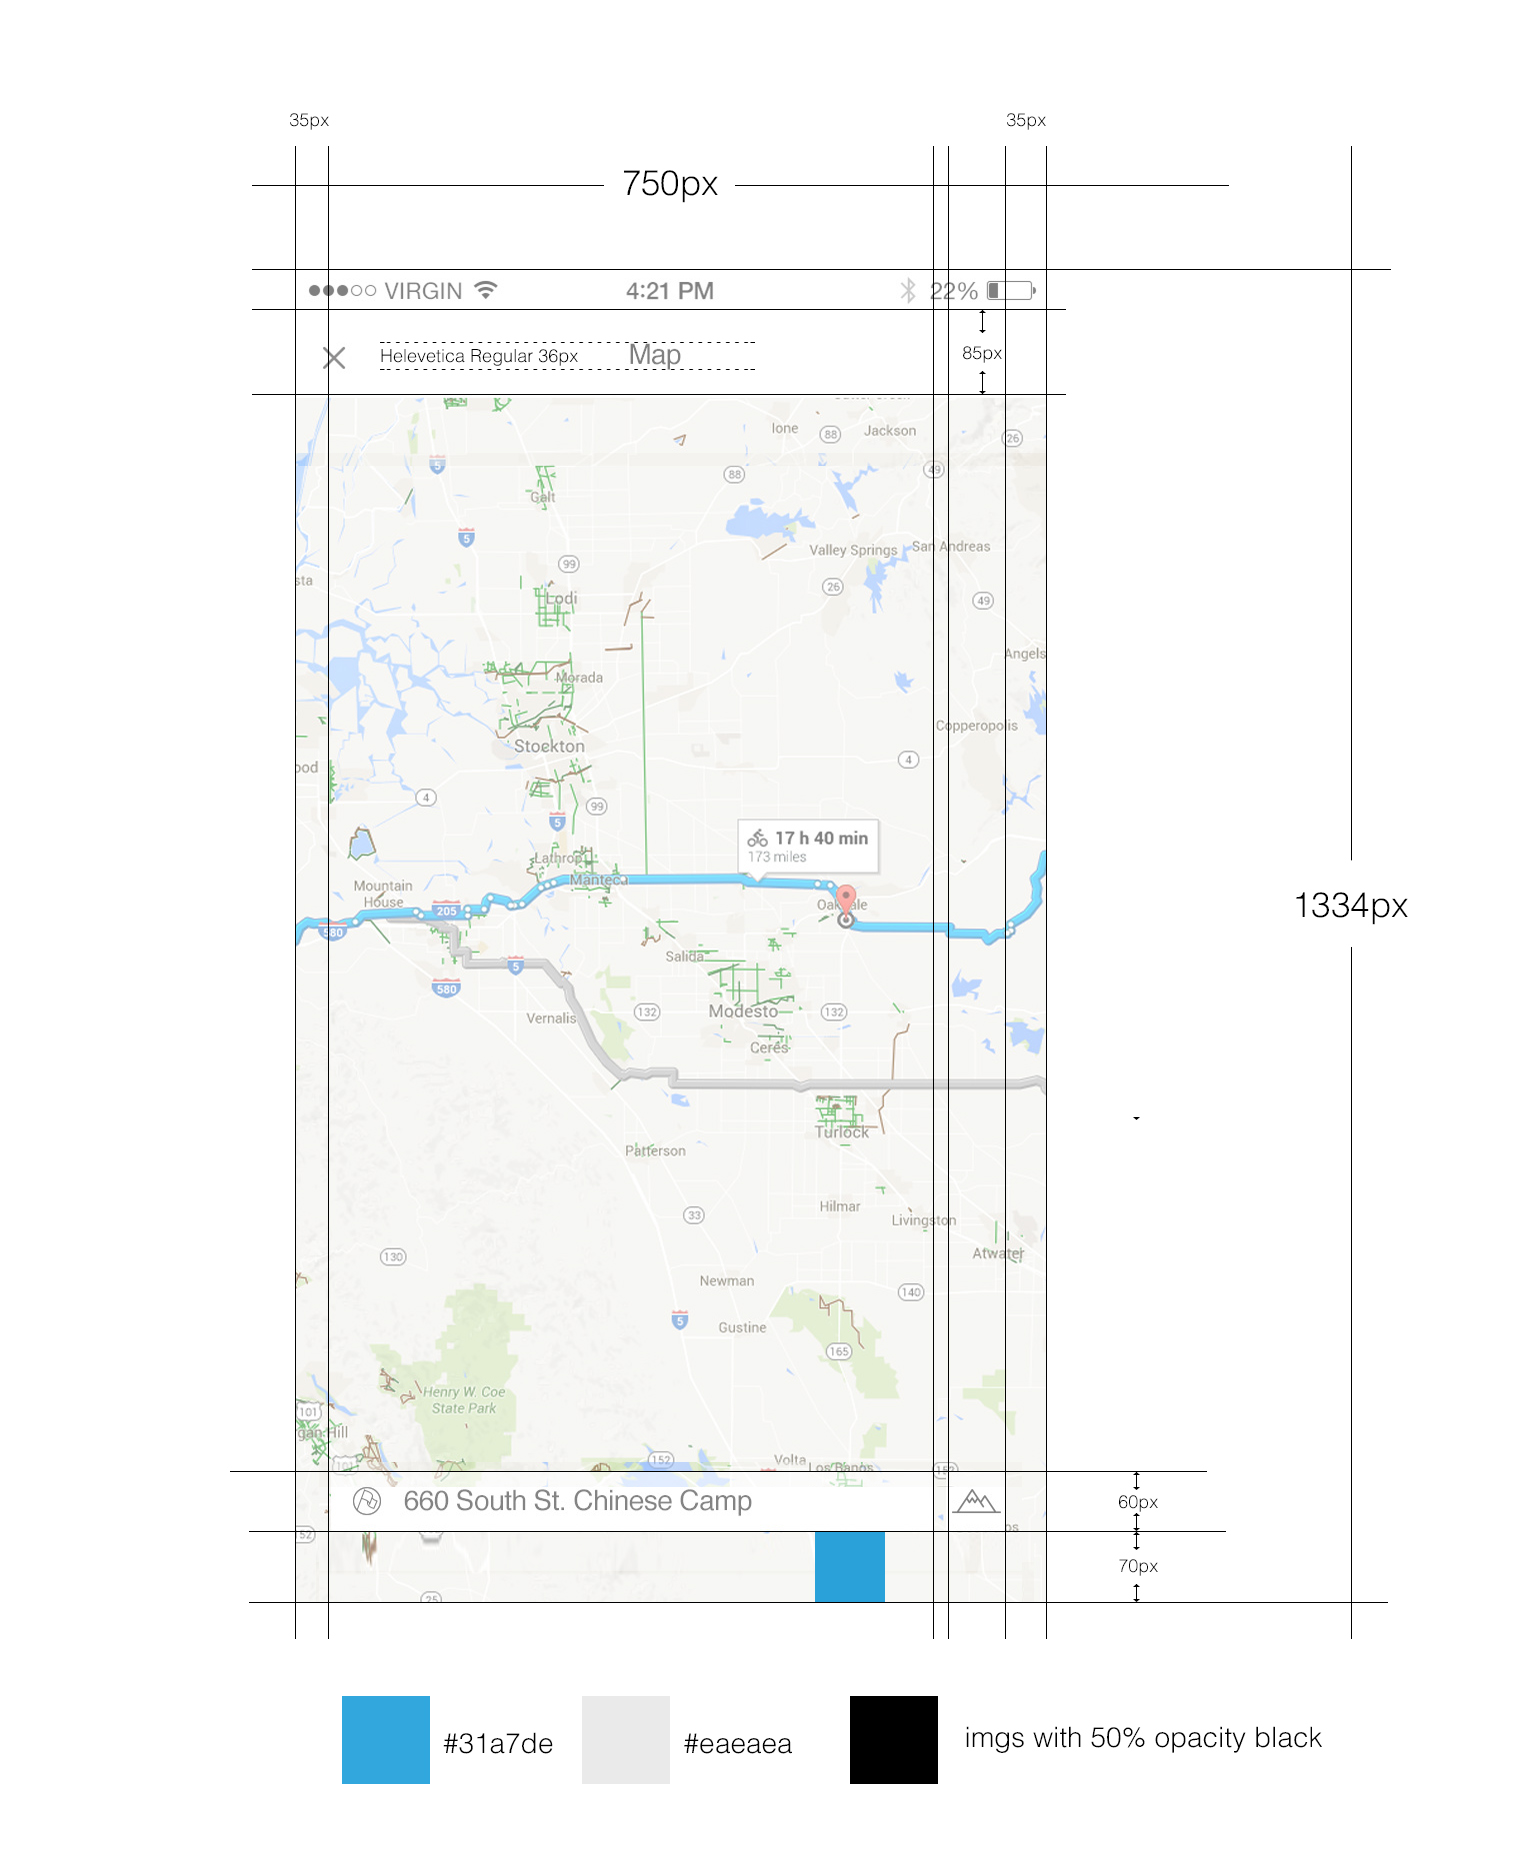 35px
35px
750px
VIRGIN
4:21 PM
22%
Helevetica Regular 36px
Map
85px
Ione
88
Jackson
26
5
88
49
Galt
5
99
Valley Springs
San Andreas
sta
26
Lodi
49
Angels
Morada
Copperopolis
Stockton
ood
4
4
99
5
17 h 40 min
173 miles
Lathrop
Manteca
Mountain
House
205
Oakdale
1334px
580
Salida
5
580
Vernalis
132
Modesto
132
Ceres
Turlock
Patterson
Hilmar
33
Livingston
130
Atwater
Newman
140
5
Gustine
165
Henry W. Coe
State Park
101
gan Hill
152
Volta
Los Banos
101
152
660 South St. Chinese Camp
60px
52
os
70px
25
#31a7de
#eaeaea
imgs with 50% opacity black